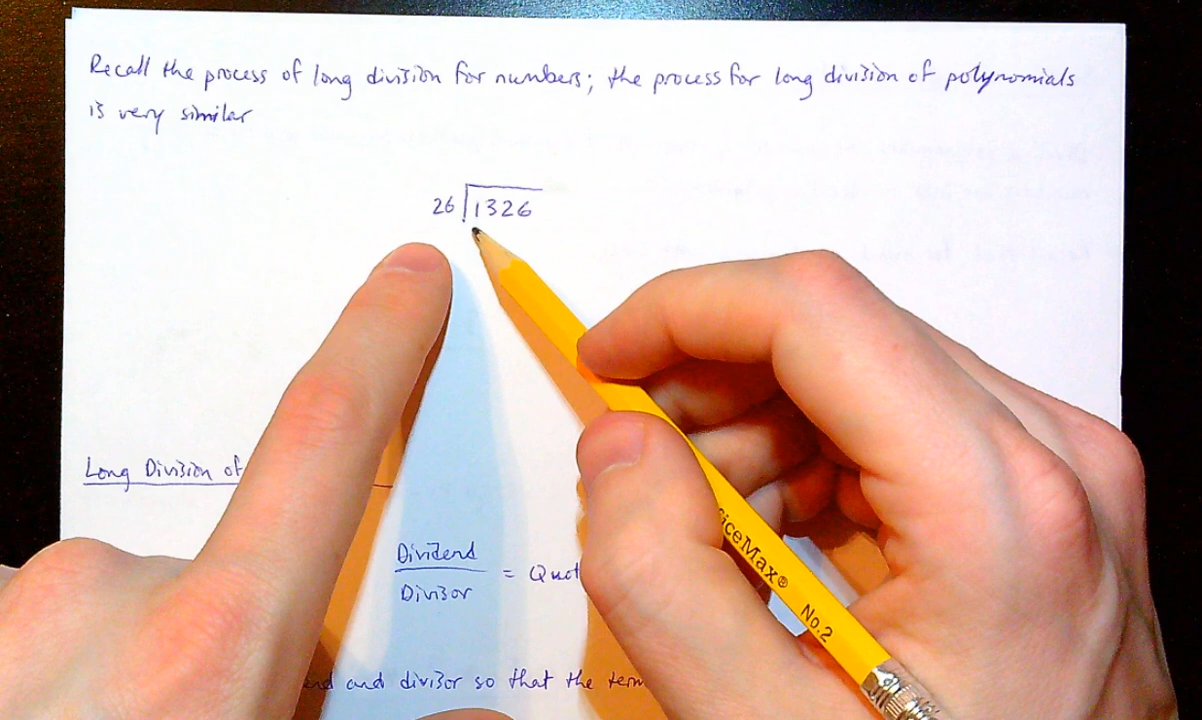 Recall the process of long division for numbers; the process for long division of polynomials
is very similar
26 1326
Long Division of
Dividend
Divisor
= Quot
and divisor so that the term
ficeMax® No.2